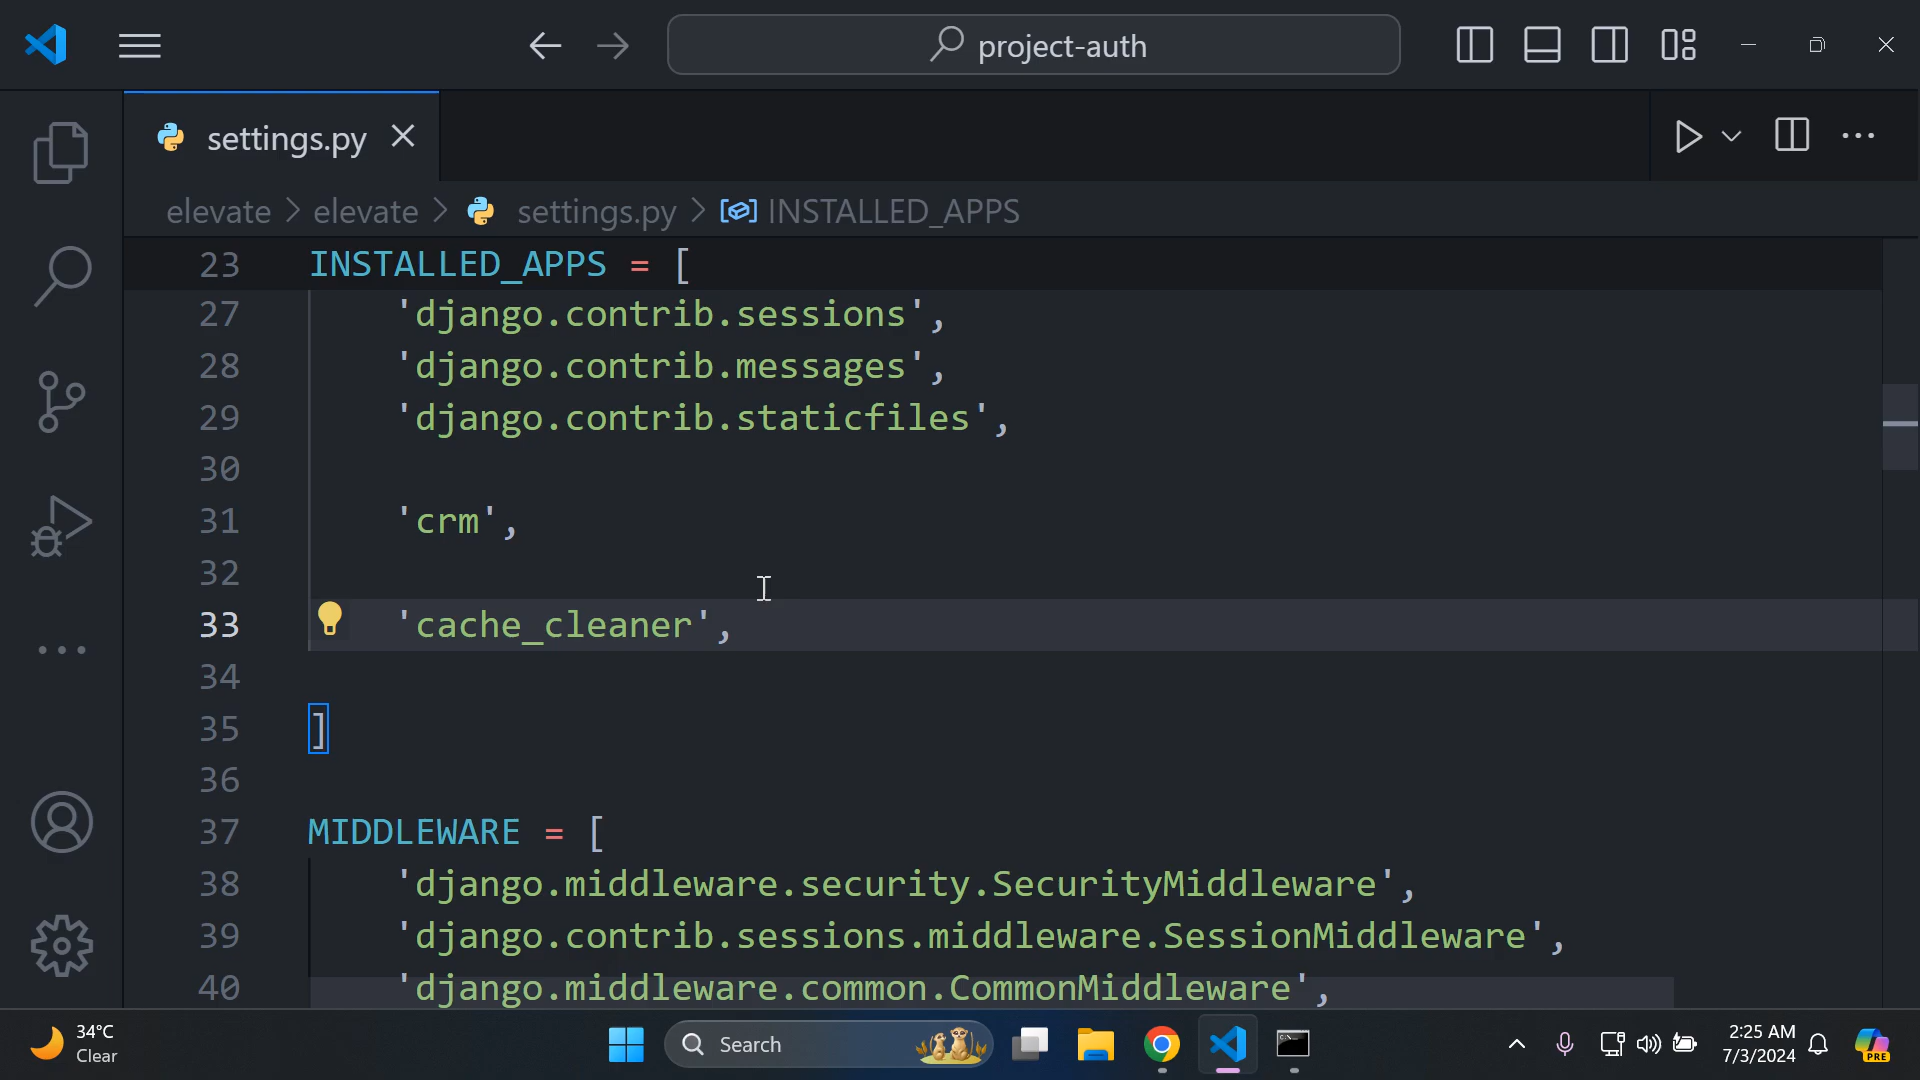 project-auth
settings.py
elevate > elevate > settings.py > INSTALLED_APPS
23 INSTALLED_APPS = [
27 'django.contrib.sessions',
28 'django.contrib.messages',
29 'django.contrib.staticfiles',
30
31 'crm',
32
33 'cache_cleaner',
34
35 ]
36
37 MIDDLEWARE = [
38 'django.middleware.security.SecurityMiddleware',
39 'django.contrib.sessions.middleware.SessionMiddleware',
40 'django.middleware.common.CommonMiddleware',
34°C
Clear
Search
2:25 AM
7/3/2024
PRE